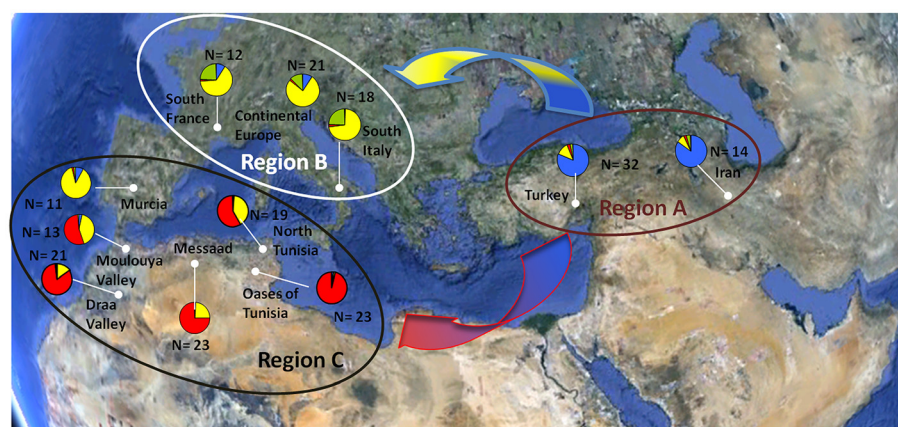 N= 12
South
France
N= 21
Continental
Europe
N= 18
South
Italy
Region B
N= 32
Turkey
N= 14
Iran
Region A
N= 11
Murcia
N= 13
Moulouya
Valley
N= 21
Draa
Valley
Messaad
N= 23
N= 19
North
Tunisia
Oases of
Tunisia
N= 23
Region C